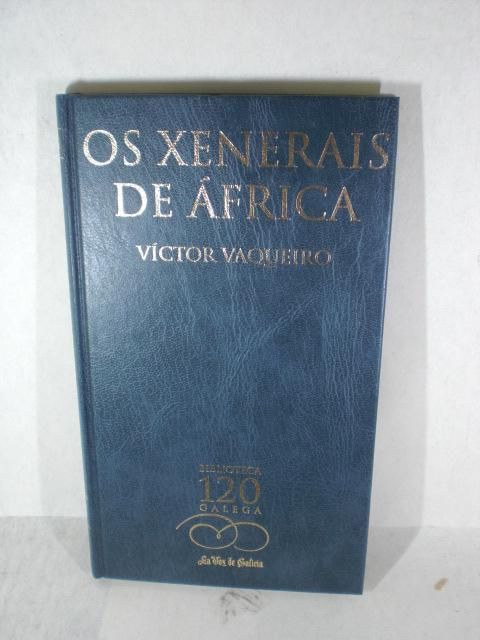 OS XENERAIS
DE ÁFRICA
VÍCTOR VAQUEIRO
BIBLIOTECA
120
GALEGA
La Voz de Galicia